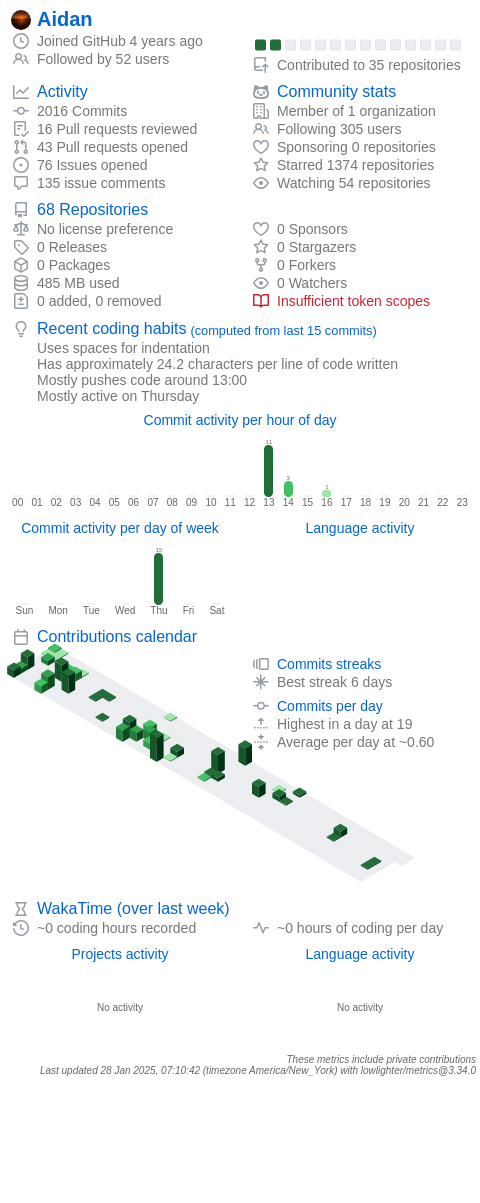 Aidan
Joined GitHub 4 years ago
Followed by 52 users
Contributed to 35 repositories
Activity
2016 Commits
16 Pull requests reviewed
43 Pull requests opened
76 Issues opened
135 issue comments
Community stats
Member of 1 organization
Following 305 users
Sponsoring 0 repositories
Starred 1374 repositories
Watching 54 repositories
68 Repositories
No license preference
0 Releases
0 Packages
485 MB used
0 added, 0 removed
0 Sponsors
0 Stargazers
0 Forkers
0 Watchers
Insufficient token scopes
Recent coding habits (computed from last 15 commits)
Uses spaces for indentation
Has approximately 24.2 characters per line of code written
Mostly pushes code around 13:00
Mostly active on Thursday
Commit activity per hour of day
11
3
1
00 01 02 03 04 05 06 07 08 09 10 11 12 13 14 15 16 17 18 19 20 21 22 23
Commit activity per day of week
15
Sun Mon Tue Wed Thu Fri Sat
Language activity
Contributions calendar
Commits streaks
Best streak 6 days
Commits per day
Highest in a day at 19
Average per day at ~0.60
WakaTime (over last week)
~0 coding hours recorded
~0 hours of coding per day
Projects activity
No activity
Language activity
No activity
These metrics include private contributions
Last updated 28 Jan 2025, 07:10:42 (timezone America/New_York) with lowlighter/metrics@3.34.0